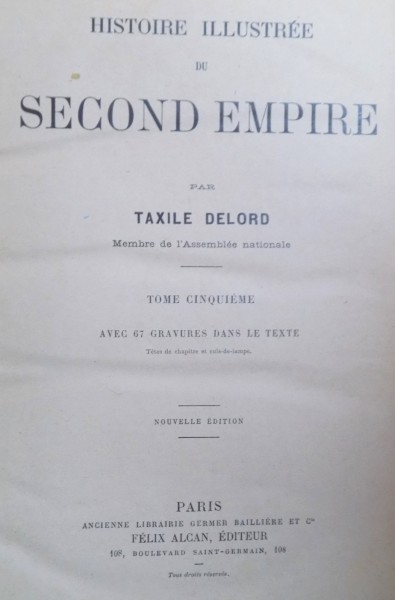 HISTOIRE ILLUSTRÉE
DU
SECOND EMPIRE
PAR
TAXILE DELORD
Membre de l'Assemblée nationale
TOME CINQUIÉME
AVEC 67 GRAVURES DANS LE TEXTE
Têtes de chapitre et culs-de-lampe.
NOUVELLE ÉDITION
PARIS
ANCIENNE LIBRAIRIE GERMER BAILLIÈRE ET Cie
FÉLIX ALCAN, ÉDITEUR
108, BOULEVARD SAINT-GERMAIN, 108
Tous droits réservés.